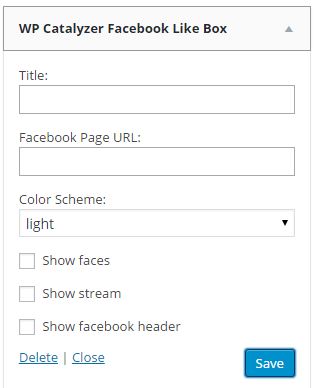 WP Catalyzer Facebook Like Box
Title:
Facebook Page URL:
Color Scheme:
light
Show faces
Show stream
Show facebook header
Delete | Close
Save